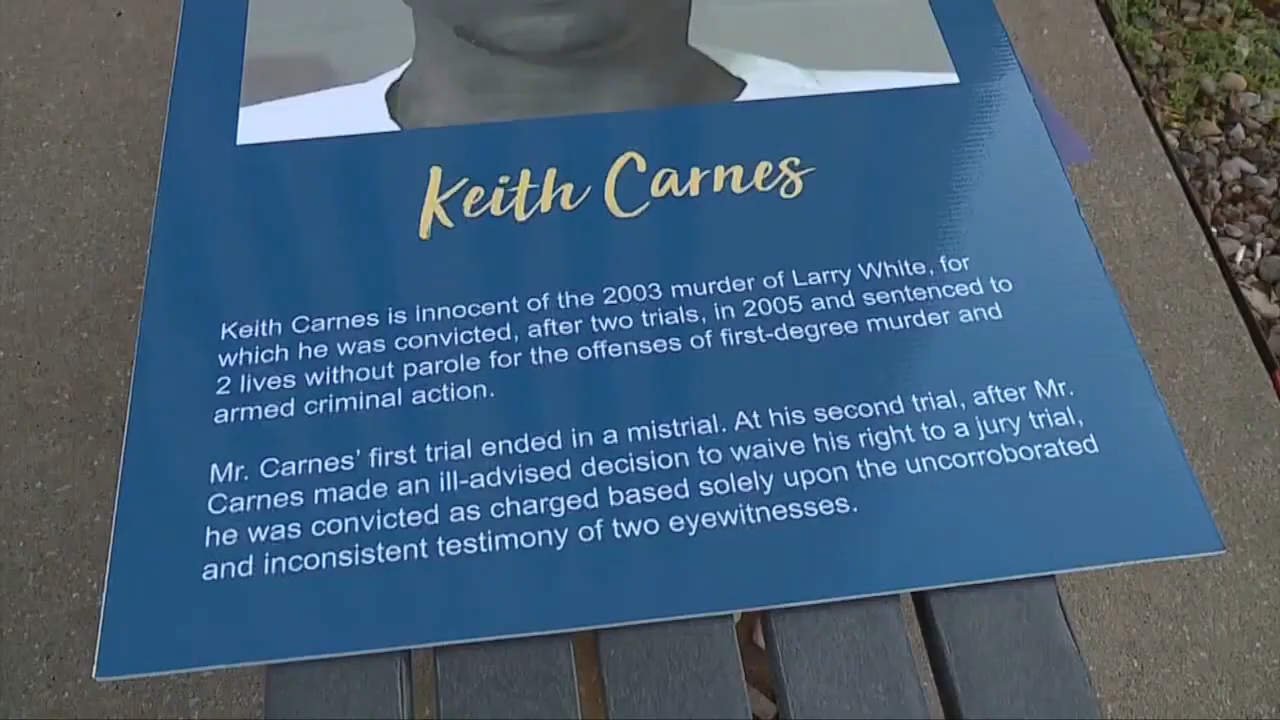 Keith Carnes
Keith Carnes is innocent of the 2003 murder of Larry White, for
which he was convicted, after two trials, in 2005 and sentenced to
2 lives without parole for the offenses of first-degree murder and
armed criminal action.
Mr. Carnes' first trial ended in a mistrial. At his second trial, after Mr.
Carnes made an ill-advised decision to waive his right to a jury trial,
he was convicted as charged based solely upon the uncorroborated
and inconsistent testimony of two eyewitnesses.